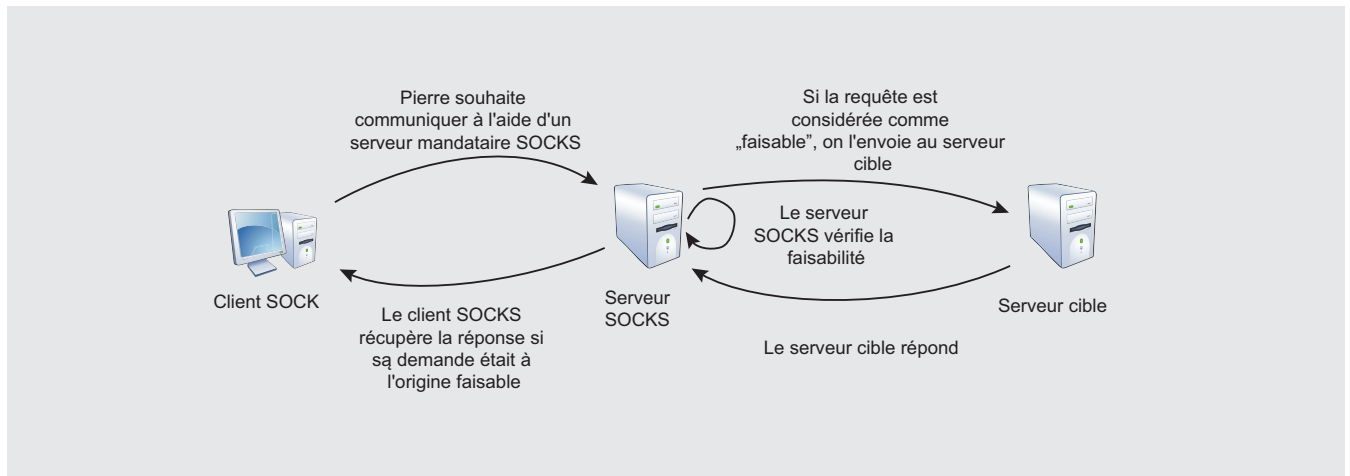 Pierre souhaite
communiquer à l'aide d'un
serveur mandataire SOCKS
Si la requête est
considérée comme
„faisable”, on l'envoie au serveur
cible
Le serveur
SOCKS vérifie la
faisabilité
Client SOCK
Serveur
SOCKS
Serveur cible
Le client SOCKS
récupère la réponse si
są demande était à
l'origine faisable
Le serveur cible répond